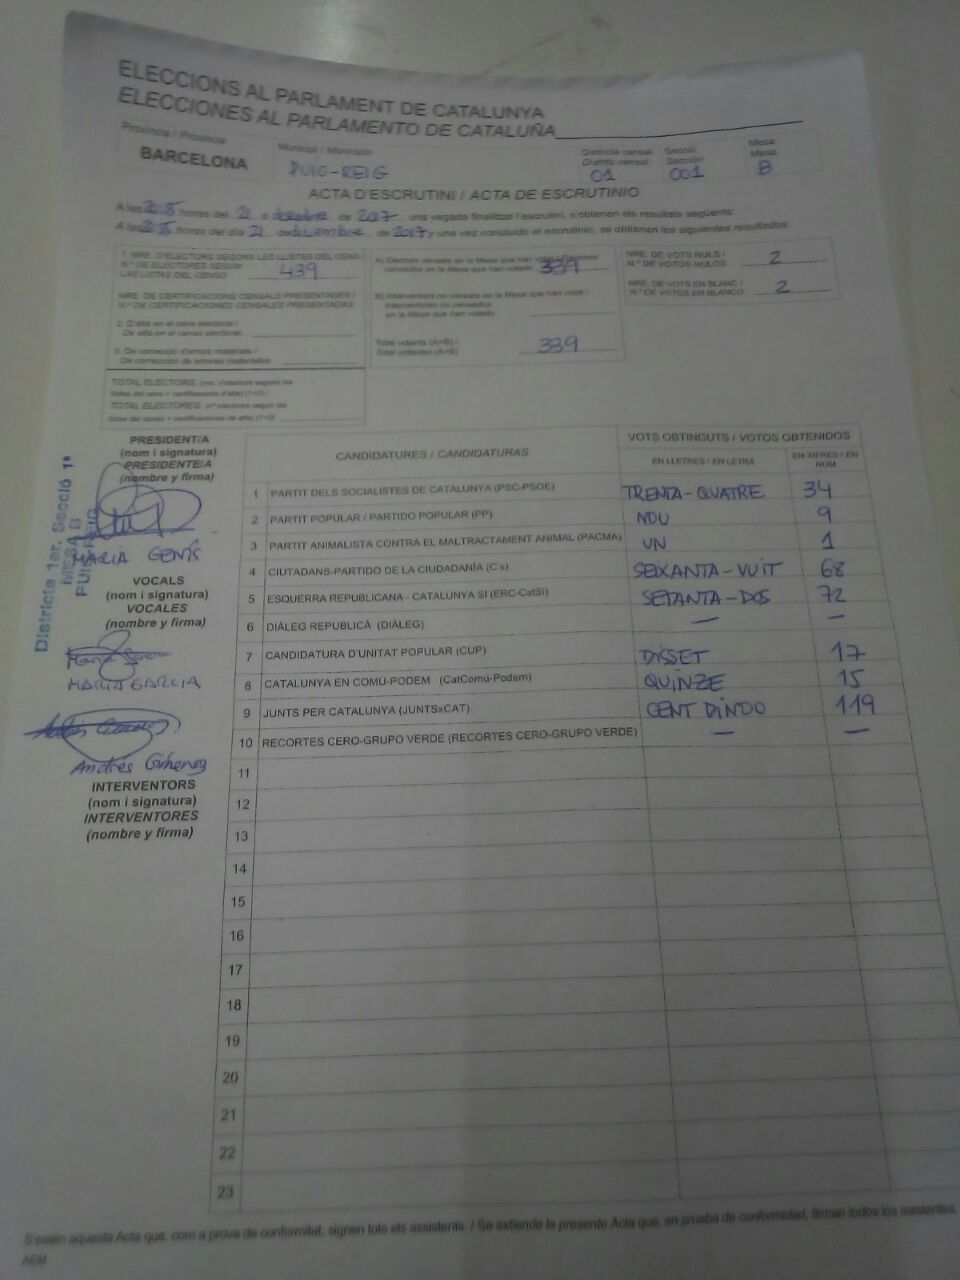 ELECCIONS AL PARLAMENT DE CATALUNYA
ELECCIONES AL PARLAMENTO DE CATALUÑA
Província / Provincia
BARCELONA
Municipi / Municipio
PUIG-REIG
Districte censal
Distrito censal
01
Secció
Sección
001
Mesa
Mesa
B
ACTA D'ESCRUTINI / ACTA DE ESCRUTINIO
A les 20:55 hores del 21 d desembre de 2017, una vegada finalitzat l'escrutini, s'obtenen els resultats següents:
A las horas del día 21 de diciembre de 2017 y una vez concluido el escrutinio, se obtienen los siguientes resultados:
1. NRE. D'ELECTORS SEGONS LES LLISTES DEL CENS /
N.º DE ELECTORES SEGÚN
LAS LISTAS DEL CENSO
439
NRE. DE CERTIFICACIONS CENSALS PRESENTADES /
N.º DE CERTIFICACIONES CENSALES PRESENTADAS
2. D'alta en el cens electoral /
De alta en el censo electoral:
3. De correcció d'errors materials /
De corrección de errores materiales:
TOTAL ELECTORS: (nre. d'electors segons les
llistes del cens + certificacions d'alta) (1+2) /
TOTAL ELECTORES: (nº electores según las
listas del censo + certificaciones de alta) (1+2)
A) Electors censats en la Mesa que han votat / Electores
censados en la Mesa que han votado
339
B) Interventors no censats en la Mesa que han votat /
Interventores no censados
en la Mesa que han votado
Total votants (A+B) /
Total votantes (A+B)
339
NRE. DE VOTS NULS /
N.º DE VOTOS NULOS
2
NRE. DE VOTS EN BLANC /
N.º DE VOTOS EN BLANCO
2
PRESIDENT/A
(nom i signatura)
PRESIDENTE/A
(nombre y firma)
MARIA GENÍS
Districte 1er. Secció 1ª
MESA B
PUIG-REIG
VOCALS
(nom i signatura)
VOCALES
(nombre y firma)
MARIA GARCIA
Andrés Giménez
INTERVENTORS
(nom i signatura)
INTERVENTORES
(nombre y firma)
CANDIDATURES / CANDIDATURAS
VOTS OBTINGUTS / VOTOS OBTENIDOS
EN LLETRES / EN LETRA
EN XIFRES / EN NÚM.
1 PARTIT DELS SOCIALISTES DE CATALUNYA (PSC-PSOE) TRENTA-QUATRE 34
2 PARTIT POPULAR / PARTIDO POPULAR (PP) NOU 9
3 PARTIT ANIMALISTA CONTRA EL MALTRACTAMENT ANIMAL (PACMA) UN 1
4 CIUTADANS-PARTIDO DE LA CIUDADANÍA (C's) SEIXANTA-VUIT 68
5 ESQUERRA REPUBLICANA - CATALUNYA SI (ERC-CatSí) SETANTA-DOS 72
6 DIÀLEG REPUBLICÀ (DIÀLEG) — —
7 CANDIDATURA D'UNITAT POPULAR (CUP) DISSET 17
8 CATALUNYA EN COMÚ-PODEM (CatComú-Podem) QUINZE 15
9 JUNTS PER CATALUNYA (JUNTSxCAT) CENT DINOO 119
10 RECORTES CERO-GRUPO VERDE (RECORTES CERO-GRUPO VERDE) — —
11
12
13
14
15
16
17
18
19
20
21
22
23
S'estén aquesta Acta que, com a prova de conformitat, signen tots els assistents. / Se extiende la presente Acta que, en prueba de conformidad, firman todos los asistentes.
AEM